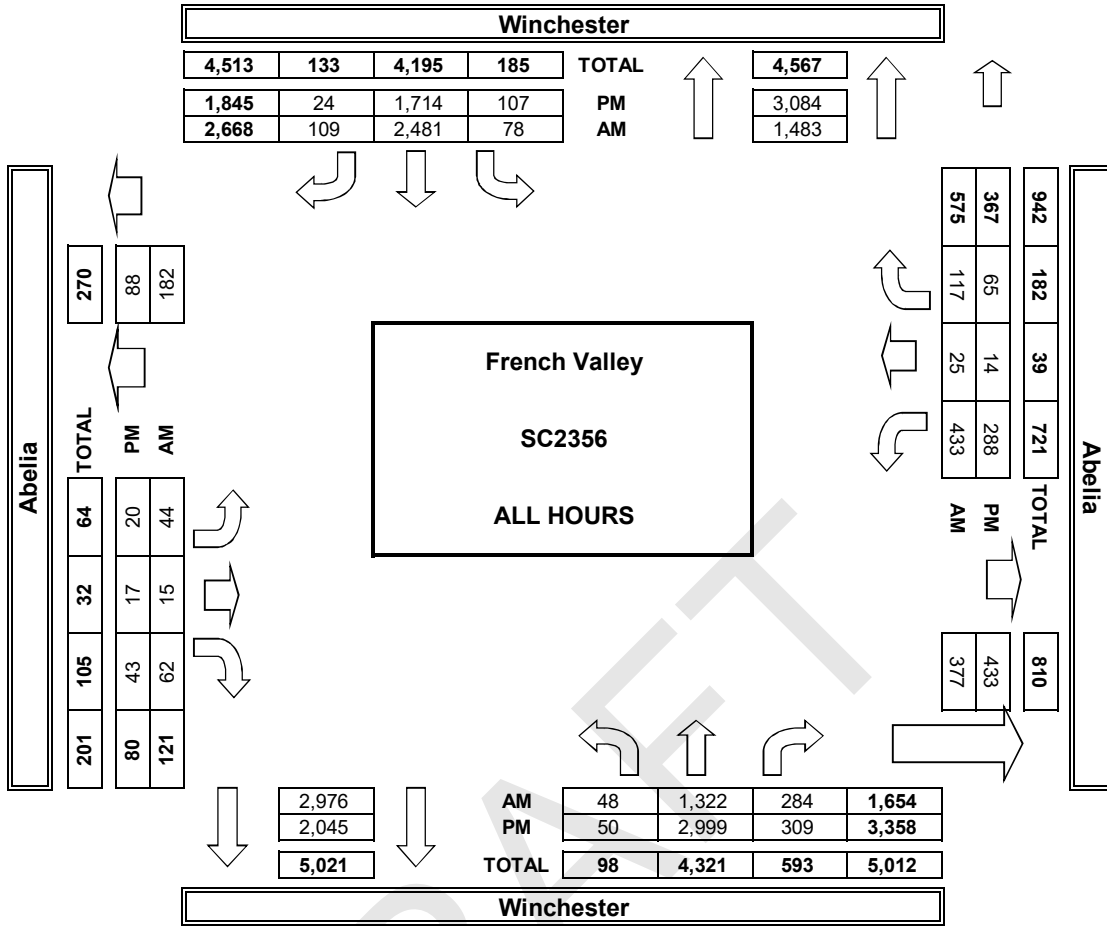 Winchester
4,513 133 4,195 185 TOTAL 4,567
1,845 24 1,714 107 PM 3,084
2,668 109 2,481 78 AM 1,483
Abelia
270 88 182
TOTAL PM AM
64 20 44
32 17 15
105 43 62
201 80 121
French Valley
SC2356
ALL HOURS
575 367 942
117 65 182
25 14 39
433 288 721
AM PM TOTAL
377 433 810
Abelia
2,976 AM 48 1,322 284 1,654
2,045 PM 50 2,999 309 3,358
5,021 TOTAL 98 4,321 593 5,012
Winchester
DRAFT